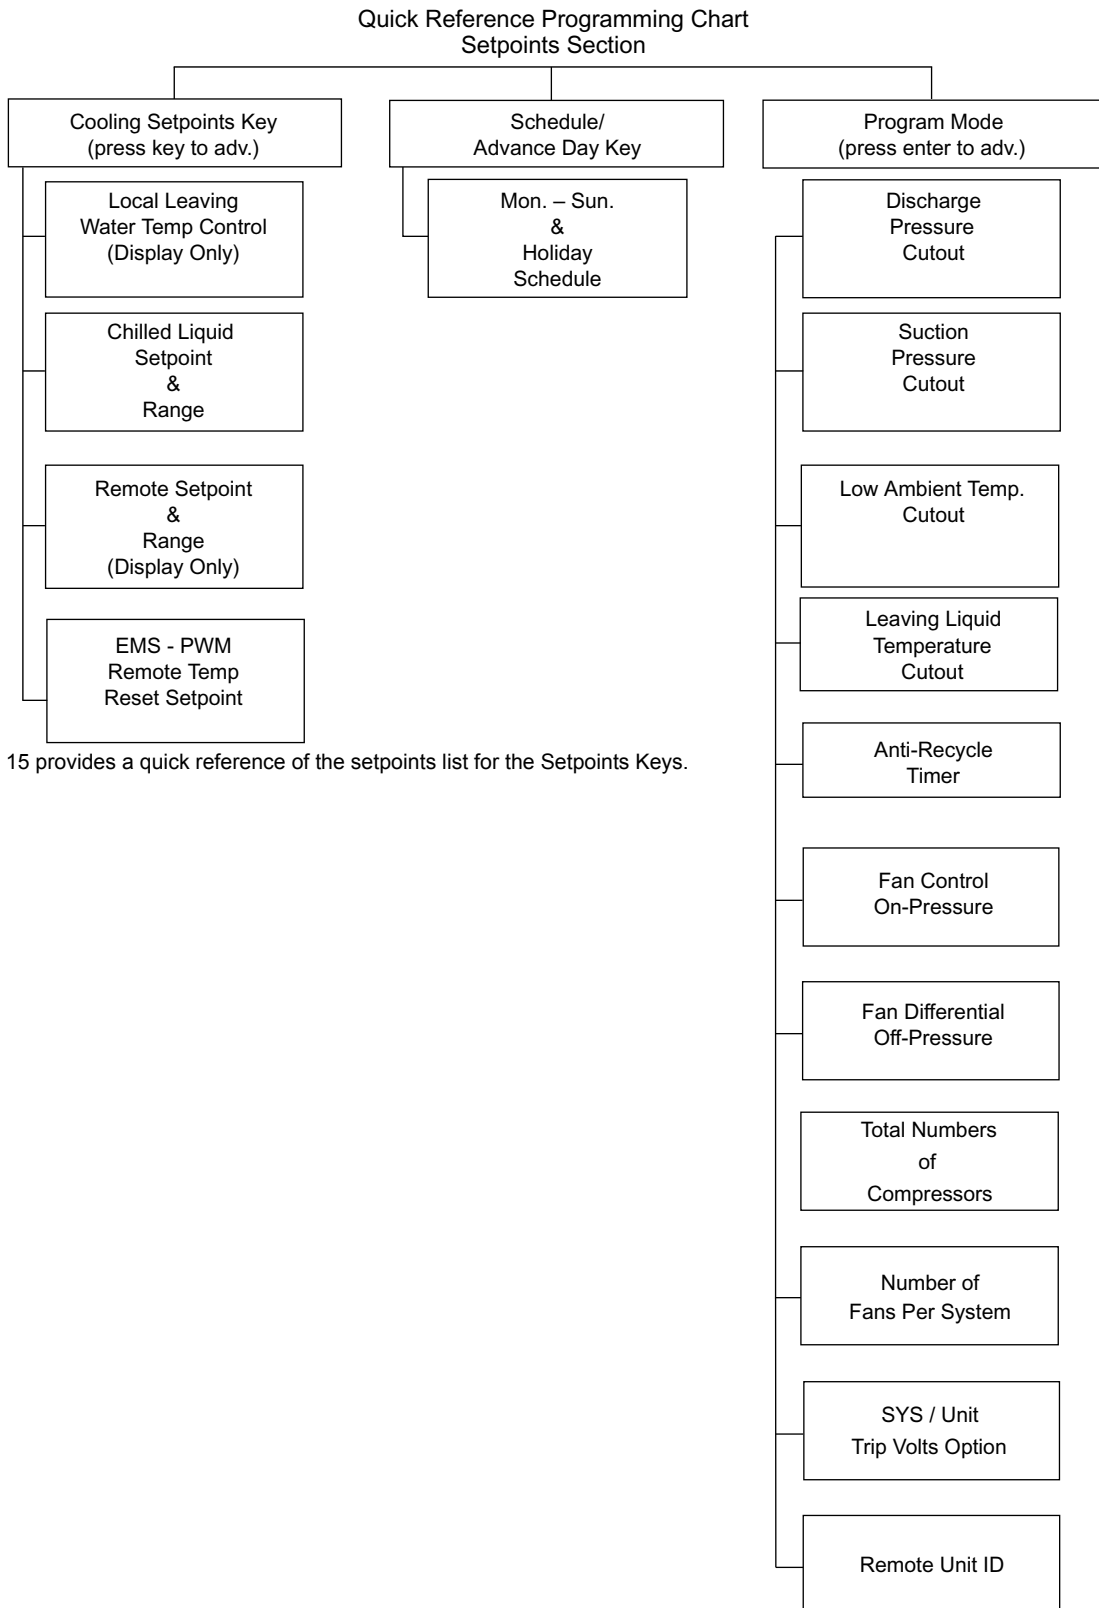 Quick Reference Programming Chart
Setpoints Section
Cooling Setpoints Key
(press key to adv.)
Local Leaving
Water Temp Control
(Display Only)
Chilled Liquid
Setpoint
&
Range
Remote Setpoint
&
Range
(Display Only)
EMS - PWM
Remote Temp
Reset Setpoint
15 provides a quick reference of the setpoints list for the Setpoints Keys.
Schedule/
Advance Day Key
Mon. – Sun.
&
Holiday
Schedule
Program Mode
(press enter to adv.)
Discharge
Pressure
Cutout
Suction
Pressure
Cutout
Low Ambient Temp.
Cutout
Leaving Liquid
Temperature
Cutout
Anti-Recycle
Timer
Fan Control
On-Pressure
Fan Differential
Off-Pressure
Total Numbers
of
Compressors
Number of
Fans Per System
SYS / Unit
Trip Volts Option
Remote Unit ID